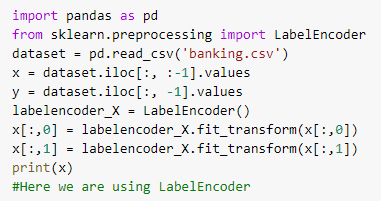 import pandas as pd
from sklearn.preprocessing import LabelEncoder
dataset = pd.read_csv('banking.csv')
x = dataset.iloc[:, :-1].values
y = dataset.iloc[:, -1].values
labelencoder_X = LabelEncoder()
x[:,0] = labelencoder_X.fit_transform(x[:,0])
x[:,1] = labelencoder_X.fit_transform(x[:,1])
print(x)
#Here we are using LabelEncoder